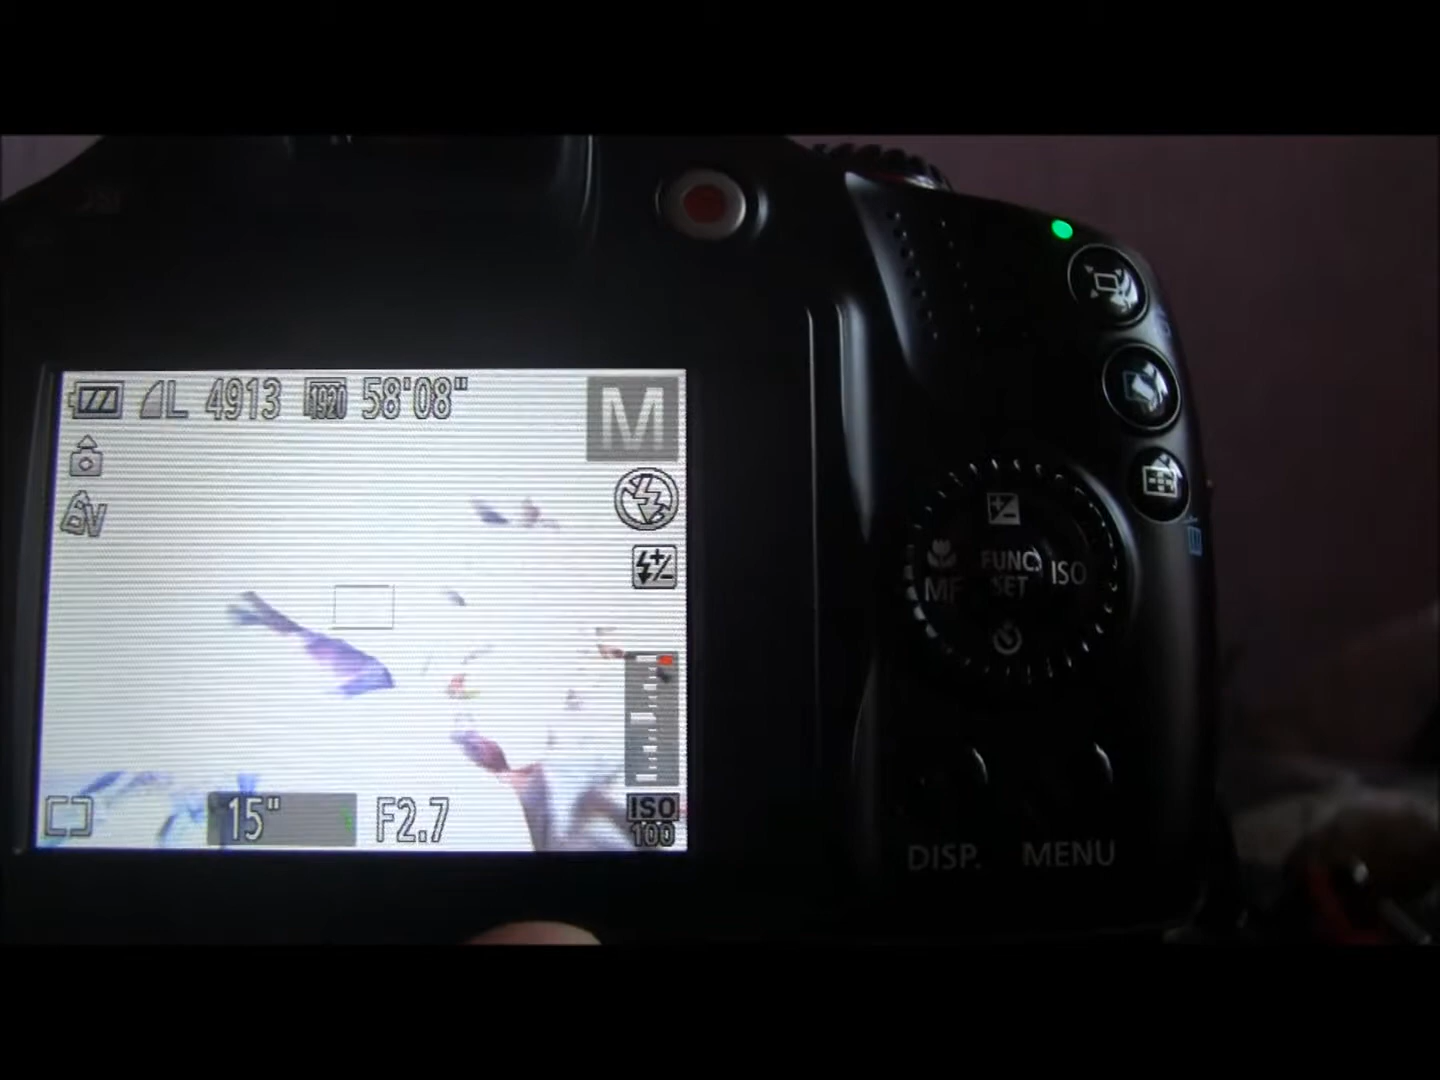 L 4913 1920 58'08" M
15" F2.7 ISO 100
MF FUNC. SET ISO
DISP. MENU